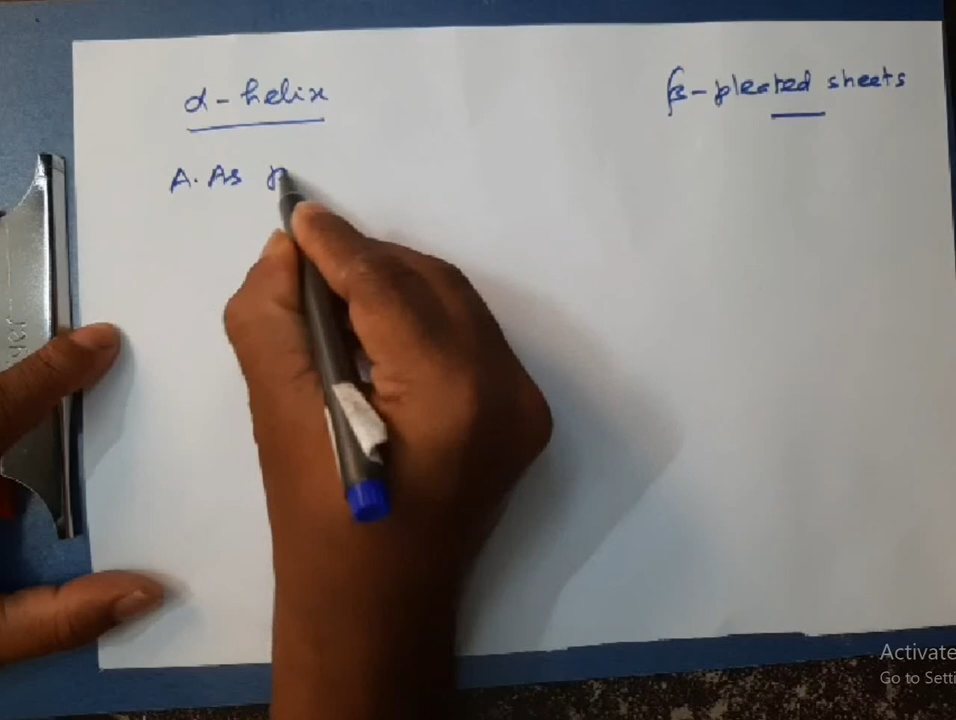 α - helix
β - pleated sheets
A. As p
Activate
Go to Setti